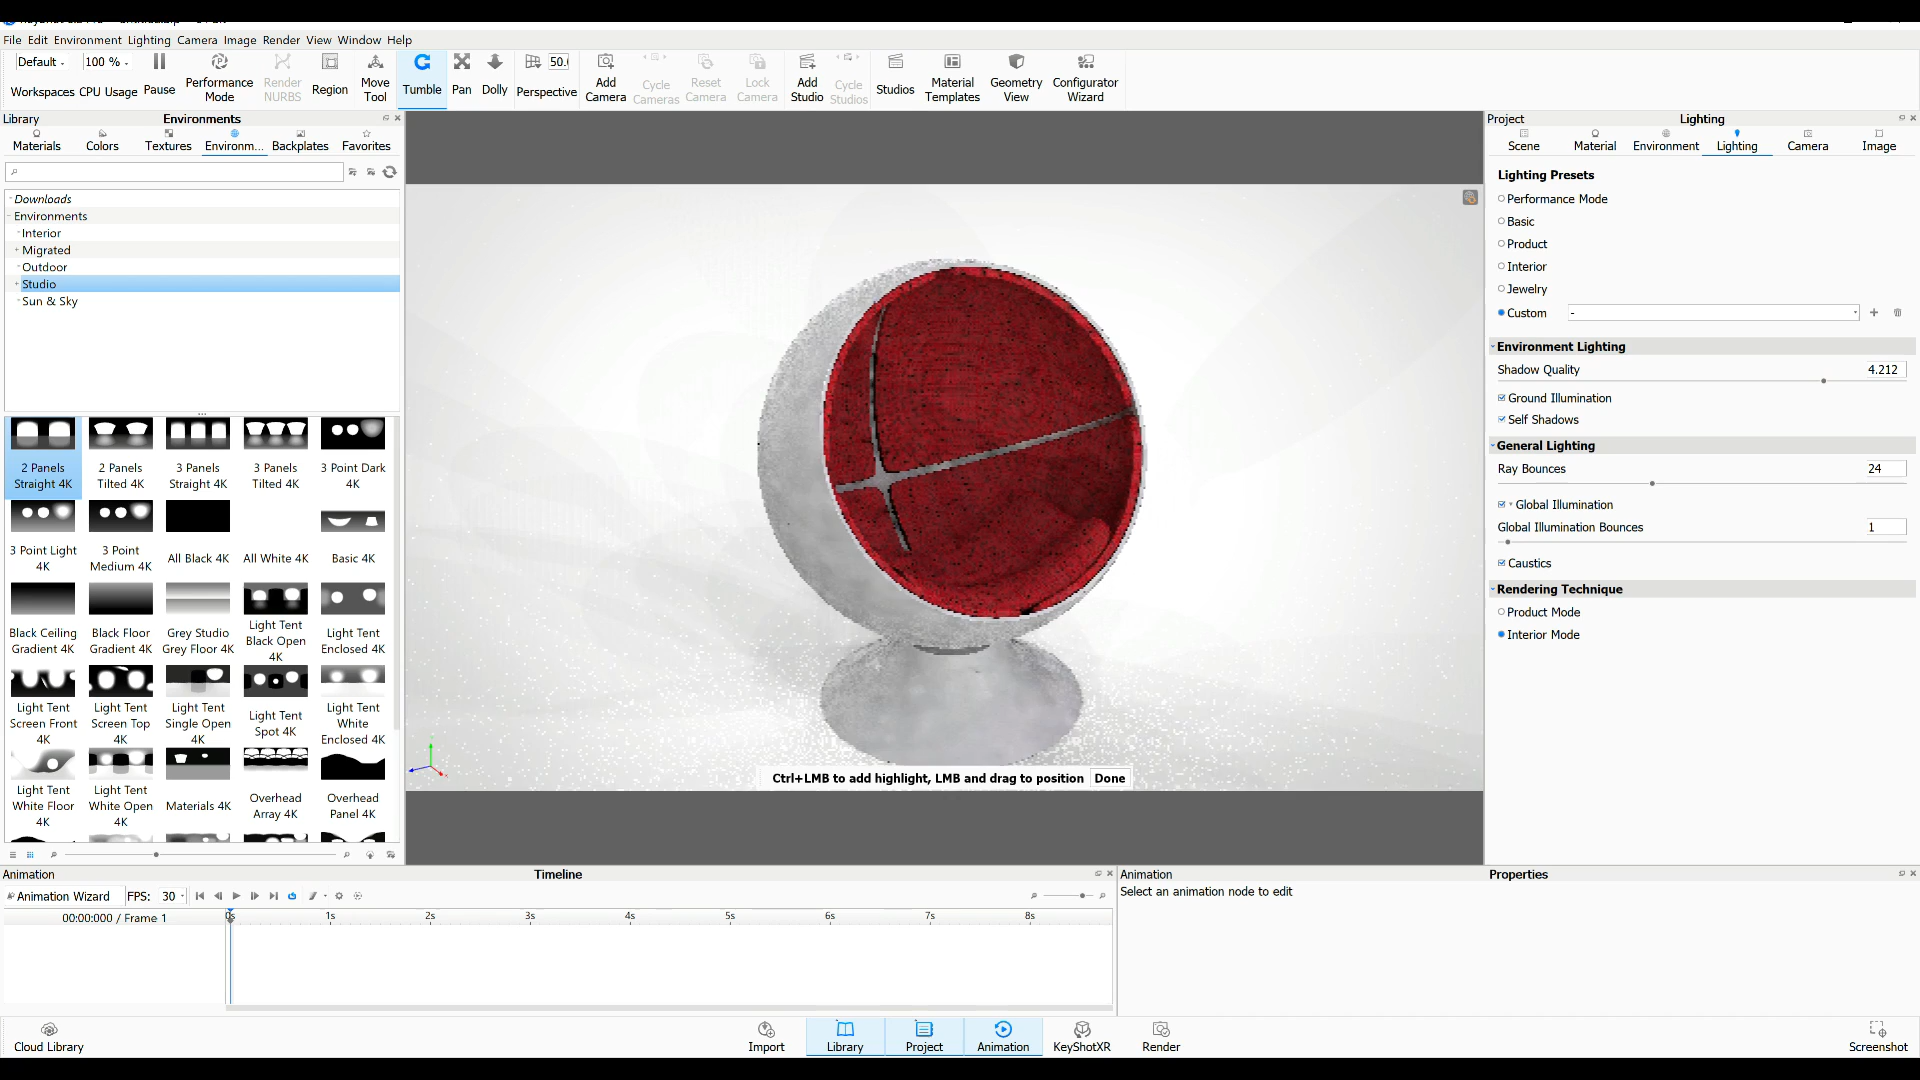 File Edit Environment Lighting Camera Image Render View Window Help
Default 100 % 50.
Workspaces CPU Usage Pause Performance Mode Render NURBS Region Move Tool Tumble Pan Dolly Perspective Add Camera Cycle Cameras Reset Camera Lock Camera Add Studio Cycle Studios Studios Material Templates Geometry View Configurator Wizard
Library Environments
Materials Colors Textures Environm... Backplates Favorites
Downloads
Environments
Interior
Migrated
Outdoor
Studio
Sun & Sky
2 Panels Straight 4K
2 Panels Tilted 4K
3 Panels Straight 4K
3 Panels Tilted 4K
3 Point Dark 4K
3 Point Light 4K
3 Point Medium 4K
All Black 4K
All White 4K
Basic 4K
Black Ceiling Gradient 4K
Black Floor Gradient 4K
Grey Studio Grey Floor 4K
Light Tent Black Open 4K
Light Tent Enclosed 4K
Light Tent Screen Front 4K
Light Tent Screen Top 4K
Light Tent Single Open 4K
Light Tent Spot 4K
Light Tent White Enclosed 4K
Light Tent White Floor 4K
Light Tent White Open 4K
Materials 4K
Overhead Array 4K
Overhead Panel 4K
Ctrl+LMB to add highlight, LMB and drag to position Done
Project Lighting
Scene Material Environment Lighting Camera Image
Lighting Presets
Performance Mode
Basic
Product
Interior
Jewelry
Custom -
Environment Lighting
Shadow Quality 4.212
Ground Illumination
Self Shadows
General Lighting
Ray Bounces 24
Global Illumination
Global Illumination Bounces 1
Caustics
Rendering Technique
Product Mode
Interior Mode
Animation Timeline
Animation Wizard FPS: 30
00:00:000 / Frame 1 0s 1s 2s 3s 4s 5s 6s 7s 8s
Animation Properties
Select an animation node to edit
Cloud Library Import Library Project Animation KeyShotXR Render Screenshot